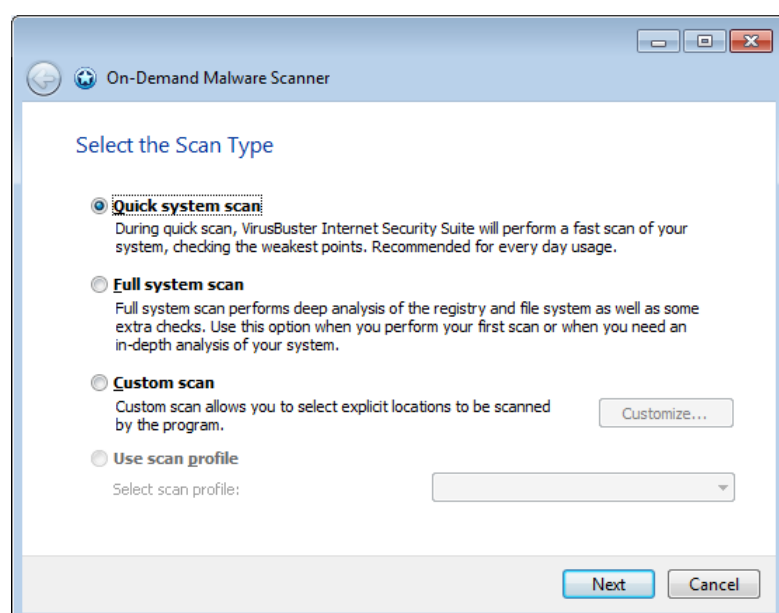 On-Demand Malware Scanner
Select the Scan Type
Quick system scan
During quick scan, VirusBuster Internet Security Suite will perform a fast scan of your
system, checking the weakest points. Recommended for every day usage.
Full system scan
Full system scan performs deep analysis of the registry and file system as well as some
extra checks. Use this option when you perform your first scan or when you need an
in-depth analysis of your system.
Custom scan
Custom scan allows you to select explicit locations to be scanned
by the program.
Customize...
Use scan profile
Select scan profile:
Next
Cancel